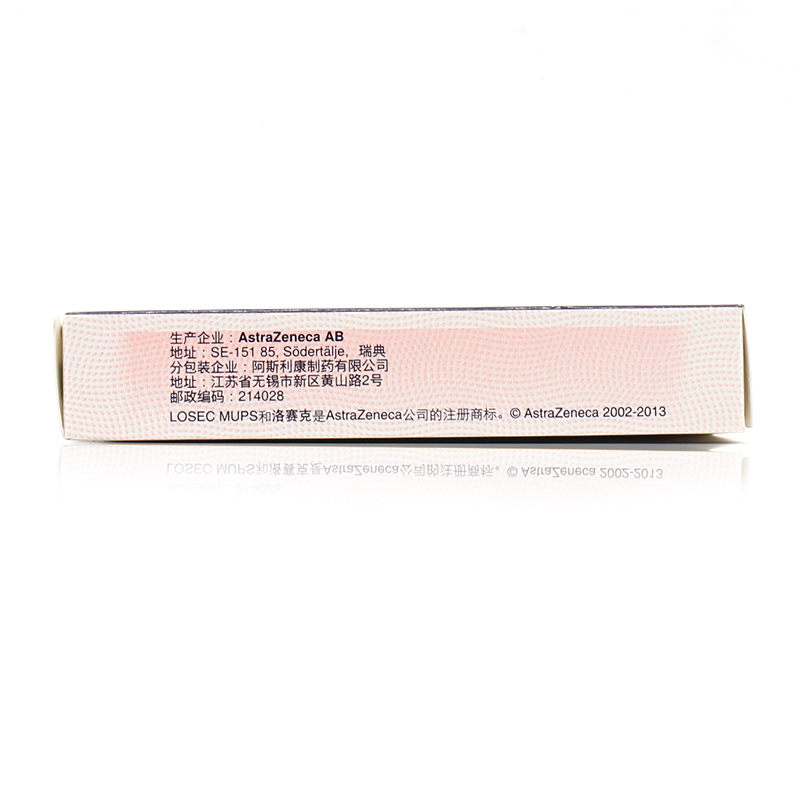 生产企业：AstraZeneca AB
地址：SE-151 85, Södertälje, 瑞典
分包装企业：阿斯利康制药有限公司
地址：江苏省无锡市新区黄山路2号
邮政编码：214028
LOSEC MUPS和洛赛克是AstraZeneca公司的注册商标。© AstraZeneca 2002-2013